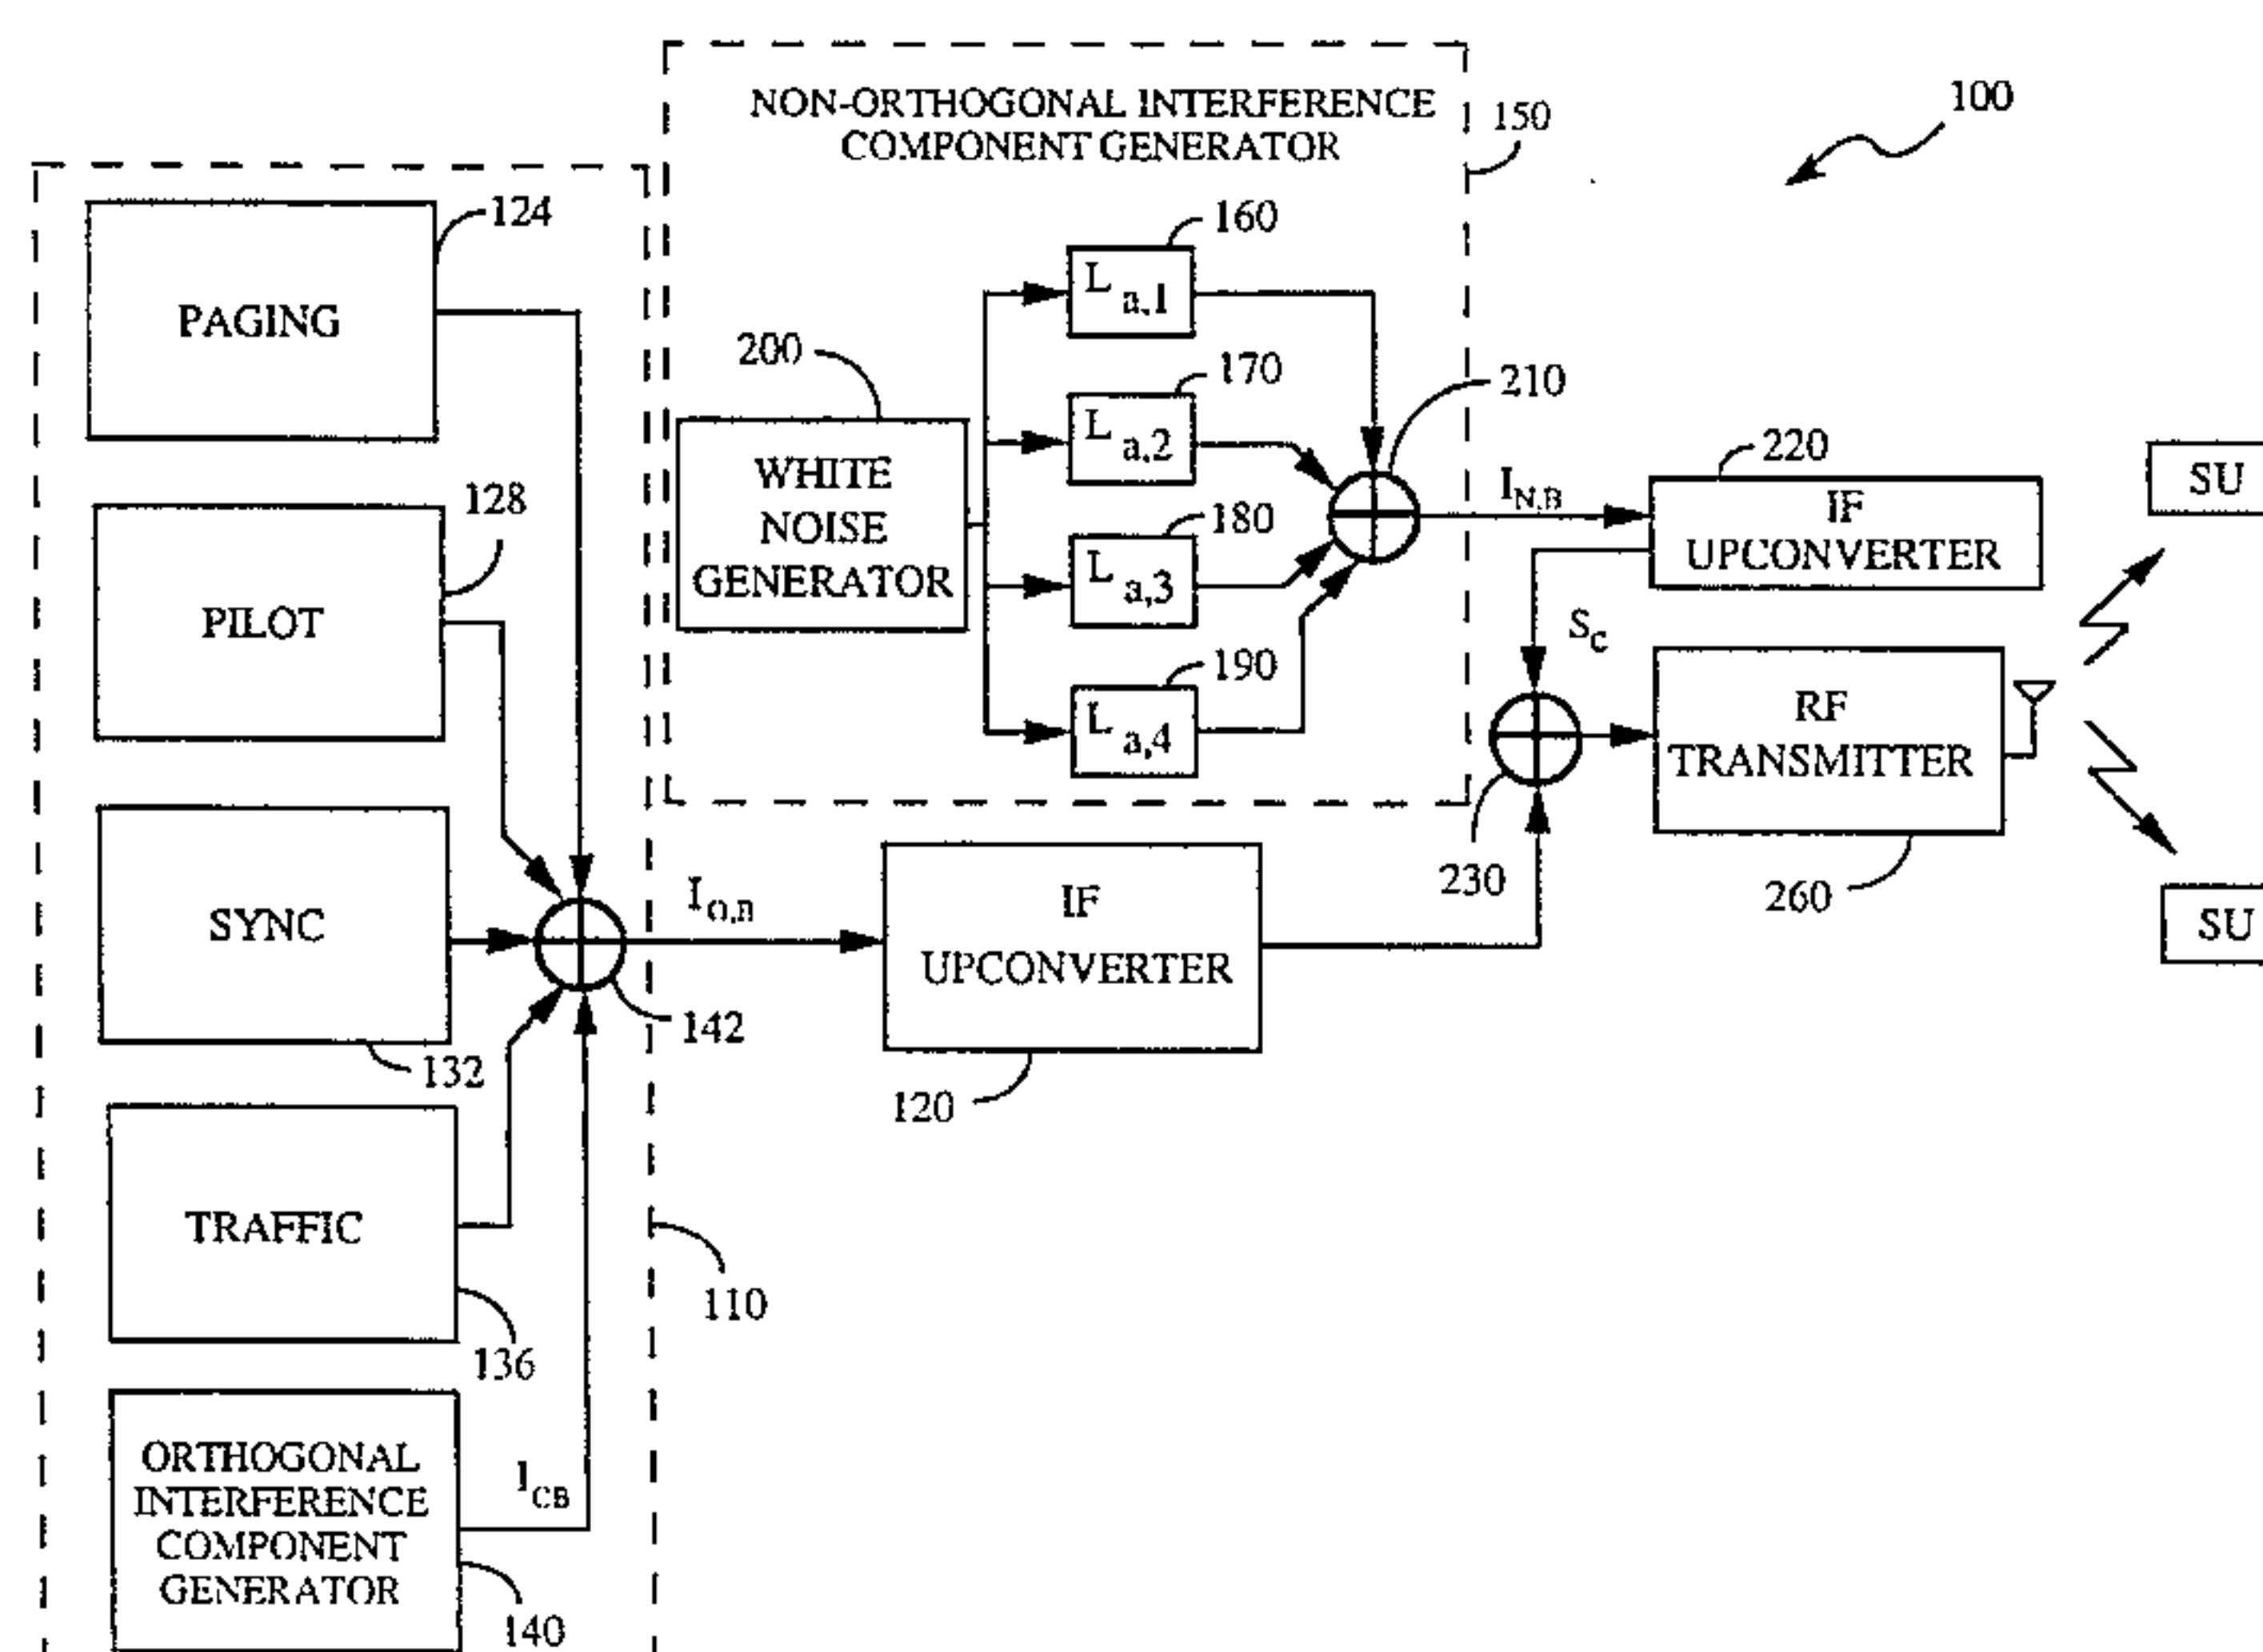 NON-ORTHOGONAL INTERFERENCE
COMPONENT GENERATOR
150
100
124
PAGING
160
L a,1
200
170
L a,2
210
WHITE
NOISE
GENERATOR
128
PILOT
180
L a,3
190
L a,4
I N,B
220
IF
UPCONVERTER
SU
S C
RF
TRANSMITTER
230
260
SYNC
132
I O,B
142
IF
UPCONVERTER
120
SU
TRAFFIC
136
110
ORTHOGONAL
INTERFERENCE
COMPONENT
GENERATOR
I CB
140